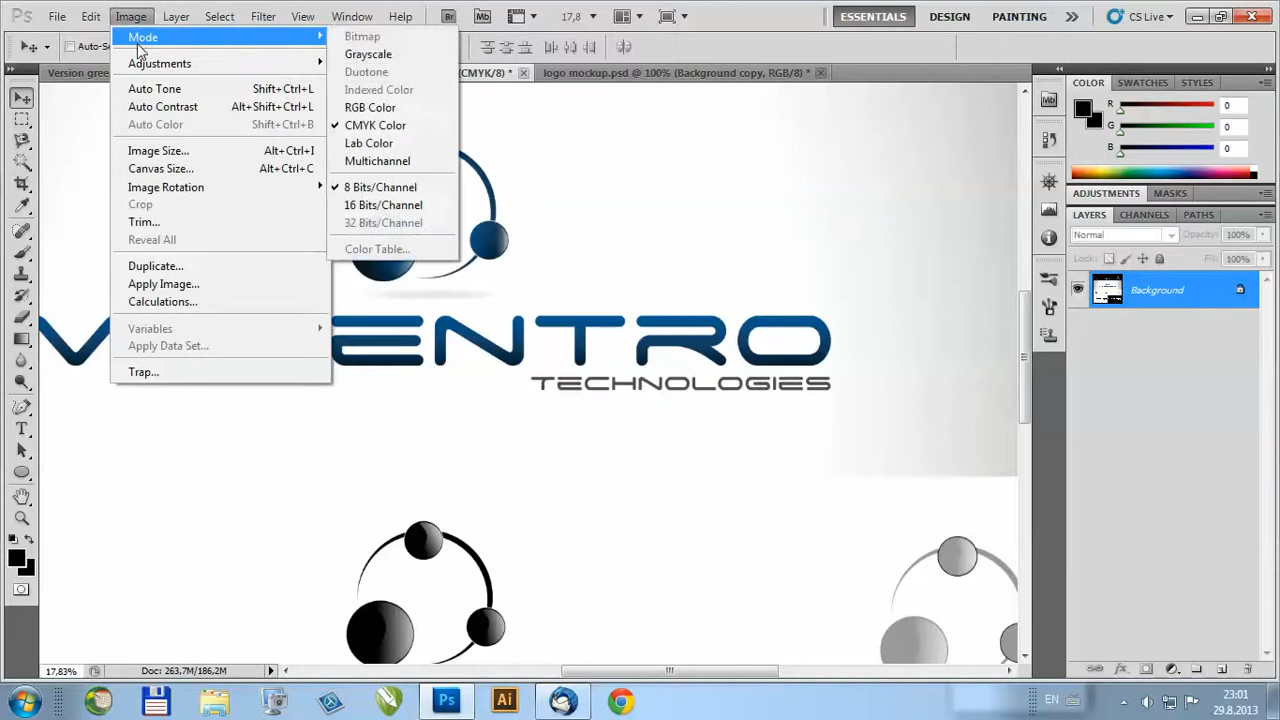 Ps File Edit Image Layer Select Filter View Window Help Br Mb 17,8 ESSENTIALS DESIGN PAINTING CS Live
Auto-Se
Version gree
(CMYK/8) *
logo mockup.psd @ 100% (Background copy, RGB/8) *
Mode
Adjustments
Auto Tone Shift+Ctrl+L
Auto Contrast Alt+Shift+Ctrl+L
Auto Color Shift+Ctrl+B
Image Size... Alt+Ctrl+I
Canvas Size... Alt+Ctrl+C
Image Rotation
Crop
Trim...
Reveal All
Duplicate...
Apply Image...
Calculations...
Variables
Apply Data Set...
Trap...
Bitmap
Grayscale
Duotone
Indexed Color
RGB Color
CMYK Color
Lab Color
Multichannel
8 Bits/Channel
16 Bits/Channel
32 Bits/Channel
Color Table...
V ENTRO
TECHNOLOGIES
Mb
COLOR SWATCHES STYLES
R 0
G 0
B 0
ADJUSTMENTS MASKS
LAYERS CHANNELS PATHS
Normal Opacity: 100%
Lock: Fill: 100%
Background
17,83% Doc: 263,7M/186,2M
Ps Ai EN
23:01
29.8.2013